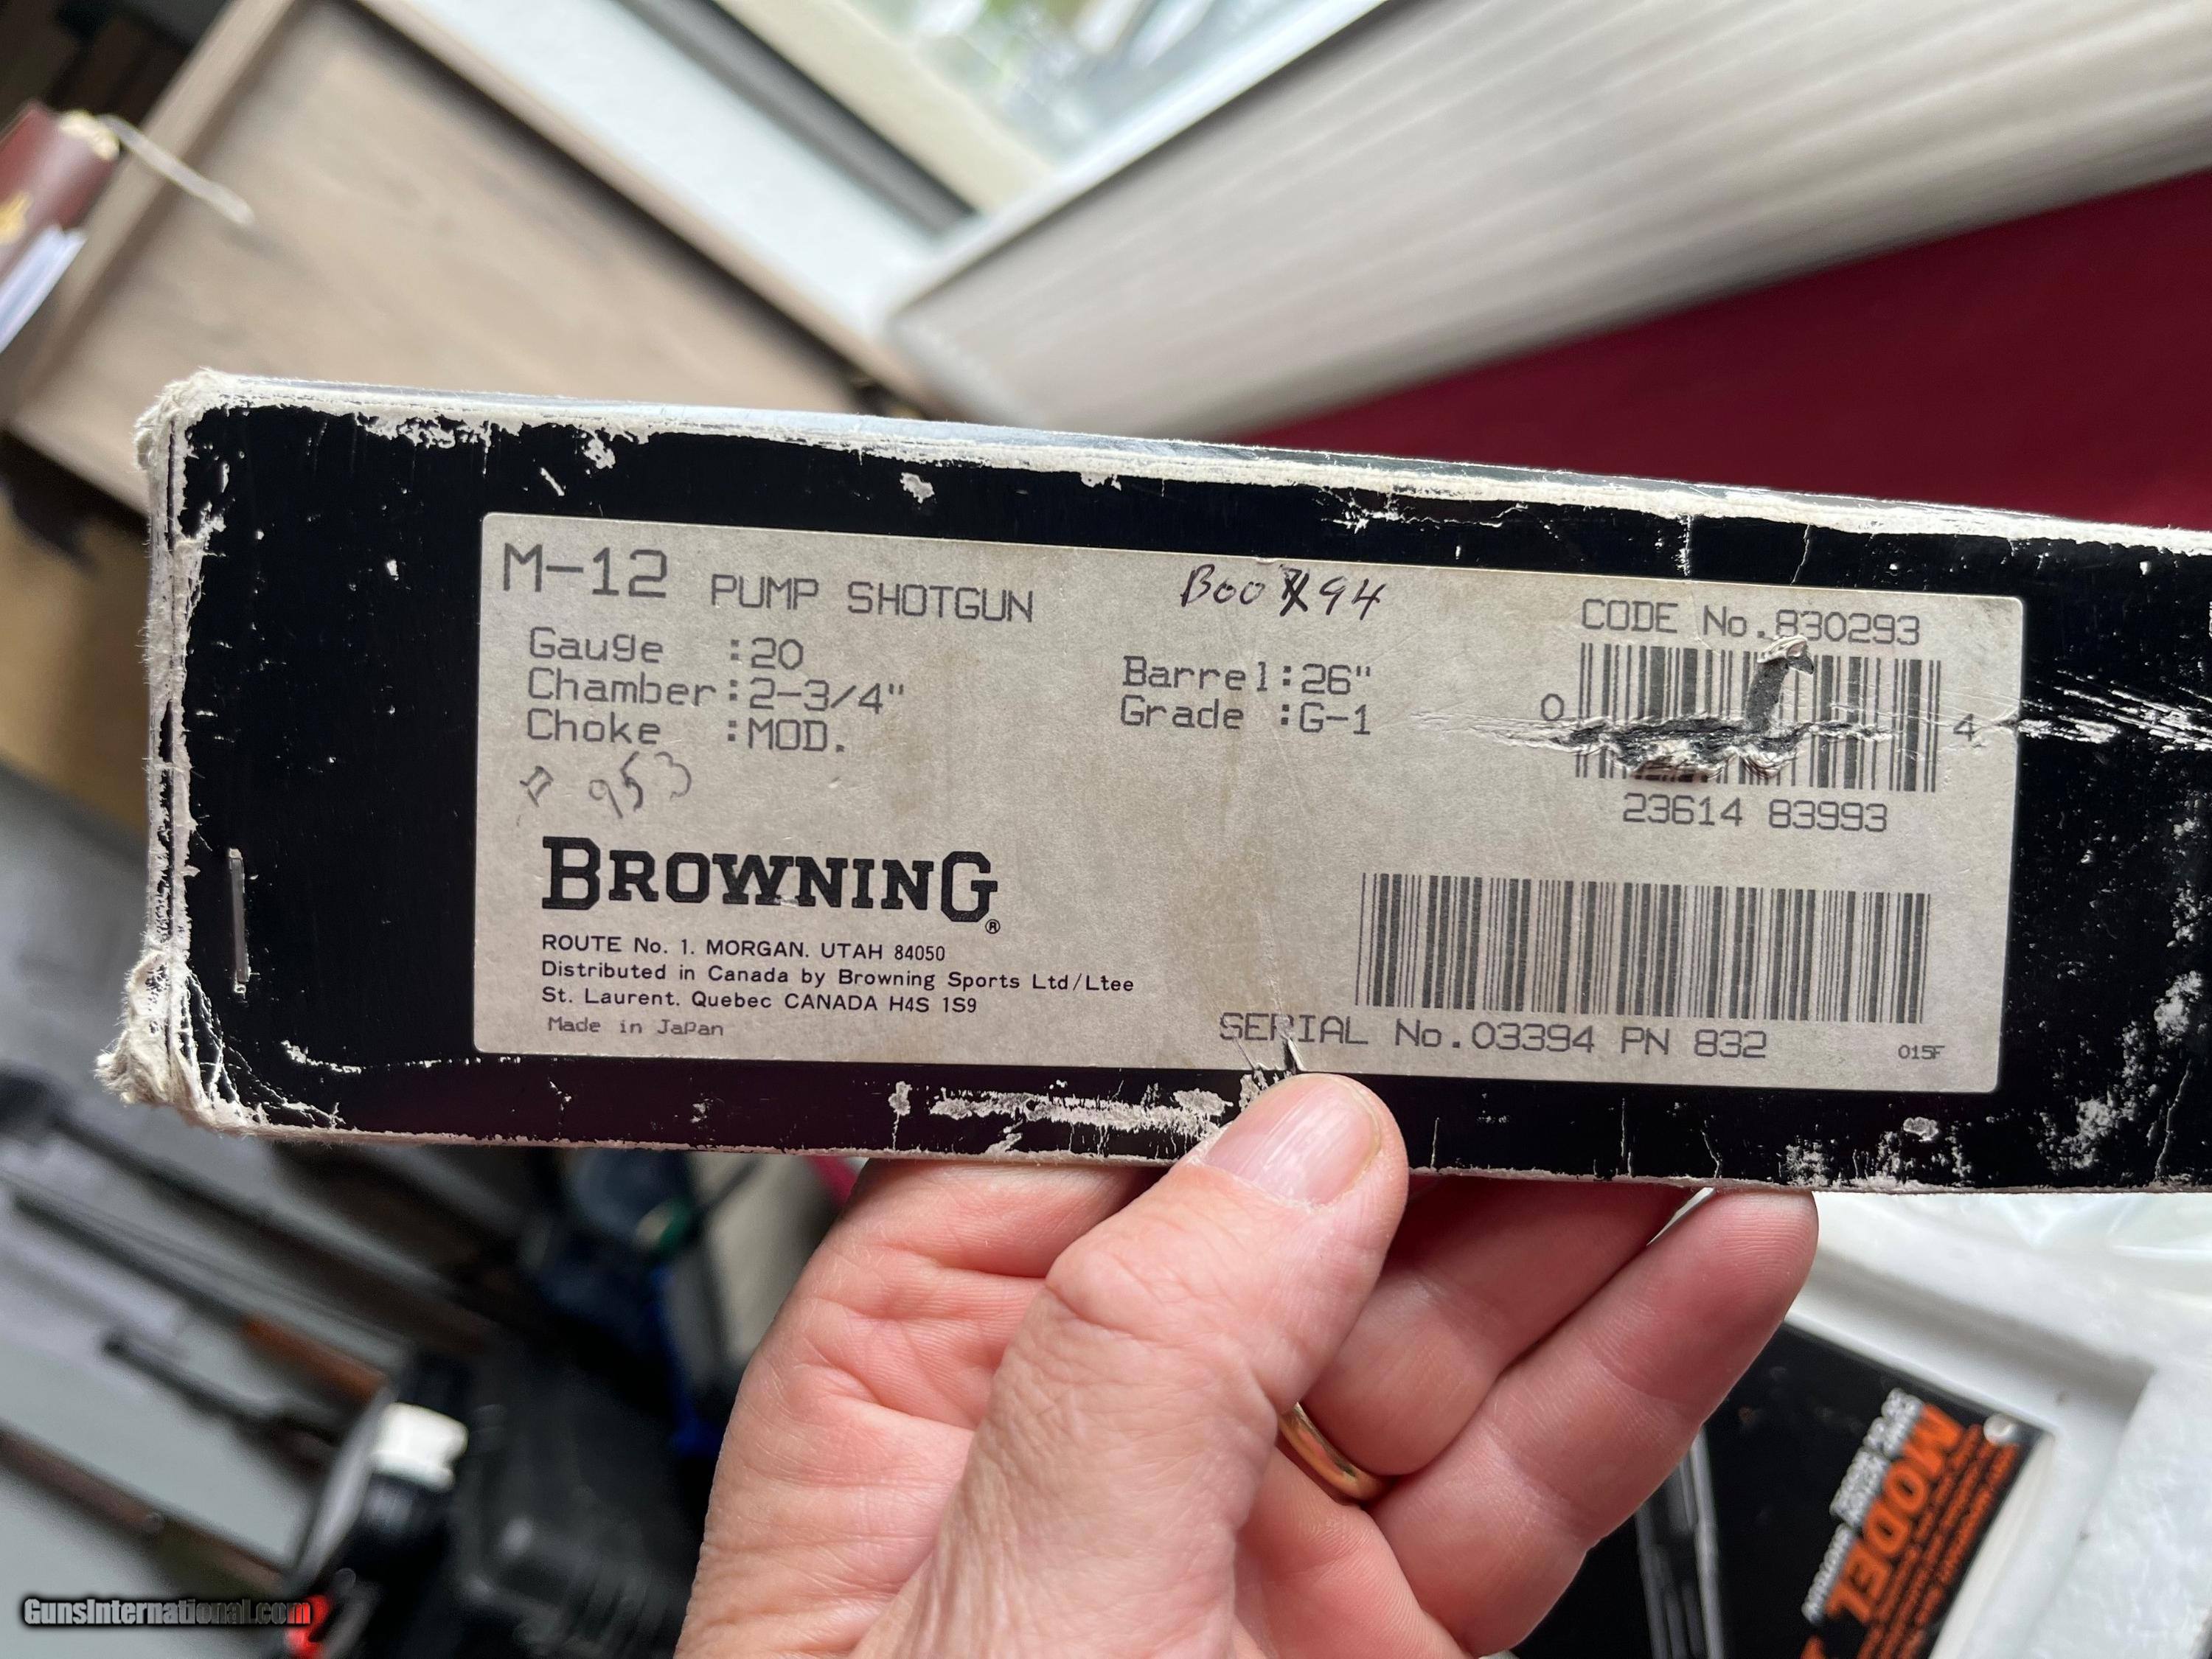 M-12 PUMP SHOTGUN
CODE No.830293
Gauge :20
Chamber:2-3/4"
Choke :MOD.
Barrel:26"
Grade :G-1
0
4
23614 83993
953
BROWNING®
ROUTE No. 1. MORGAN. UTAH 84050
Distributed in Canada by Browning Sports Ltd/Ltee
St. Laurent. Quebec CANADA H4S 1S9
Made in Japan
SERIAL No.03394 PN 832
015F
MODEL
GunsInternational.com